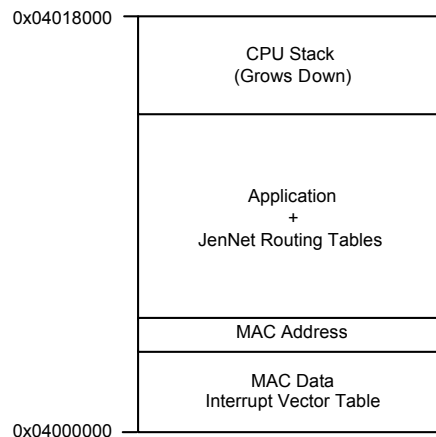 0x04018000
CPU Stack
(Grows Down)
Application
+
JenNet Routing Tables
MAC Address
MAC Data
Interrupt Vector Table
0x04000000